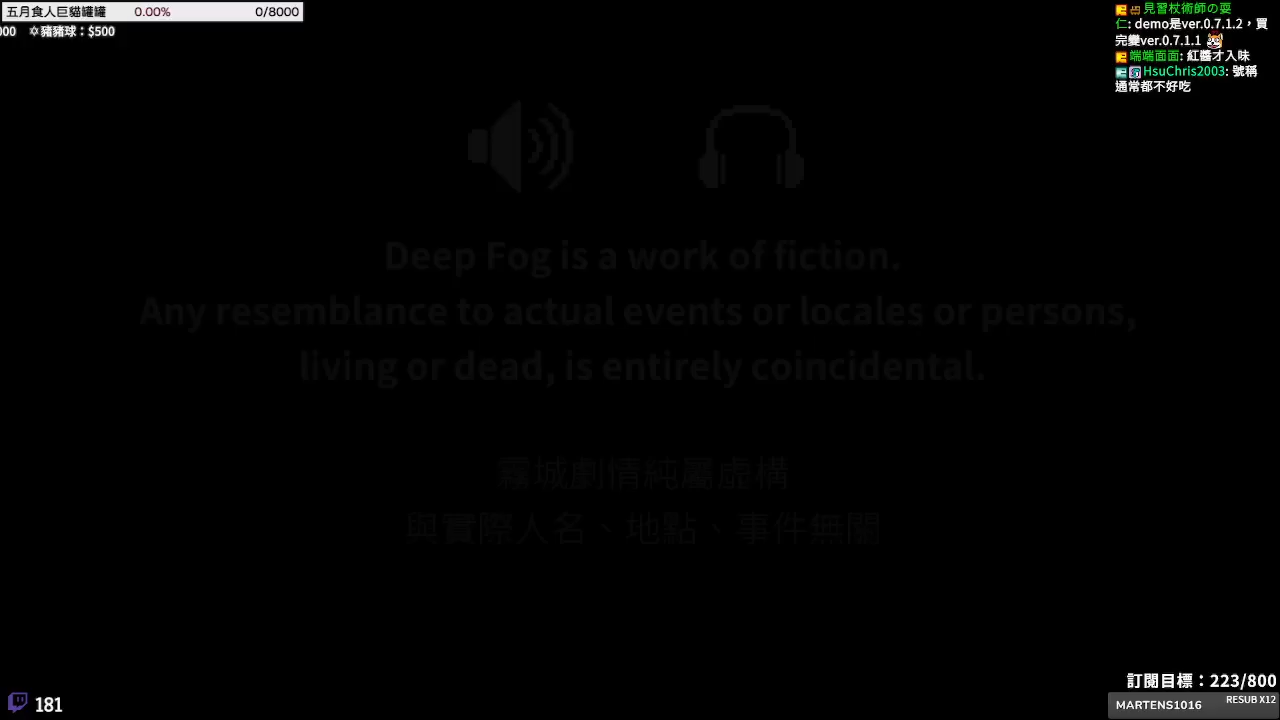 五月食人巨貓罐罐 0.00% 0/8000
000 ✡豬豬球：$500
見習杖術師の耍
仁: demo是ver.0.7.1.2，買
完變ver.0.7.1.1
端端面面: 紅醬才入味
HsuChris2003: 號稱
通常都不好吃
Deep Fog is a work of fiction.
Any resemblance to actual events or locales or persons,
living or dead, is entirely coincidental.
霧城劇情純屬虛構
與實際人名、地點、事件無關
訂閱目標：223/800
181
MARTENS1016 RESUB X12